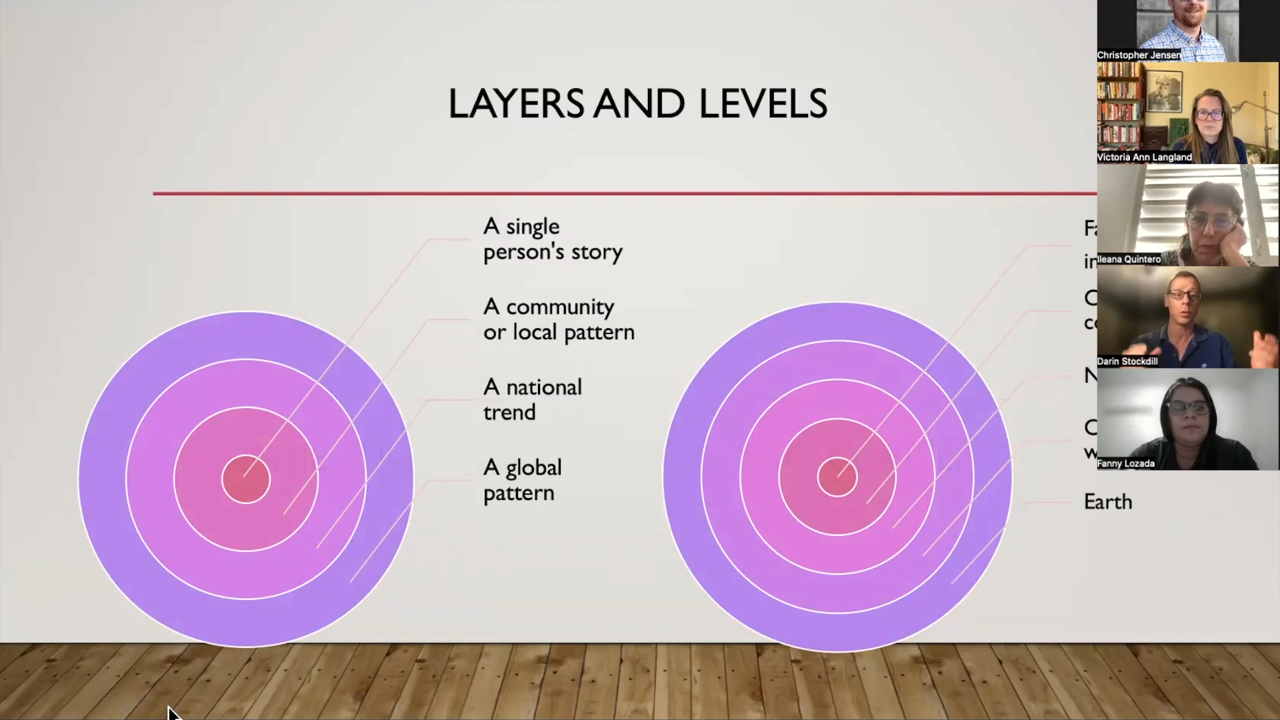 LAYERS AND LEVELS
A single
person's story
A community
or local pattern
A national
trend
A global
pattern
Earth
Christopher Jensen
Victoria Ann Langland
Ileana Quintero
Darin Stockdill
Fanny Lozada